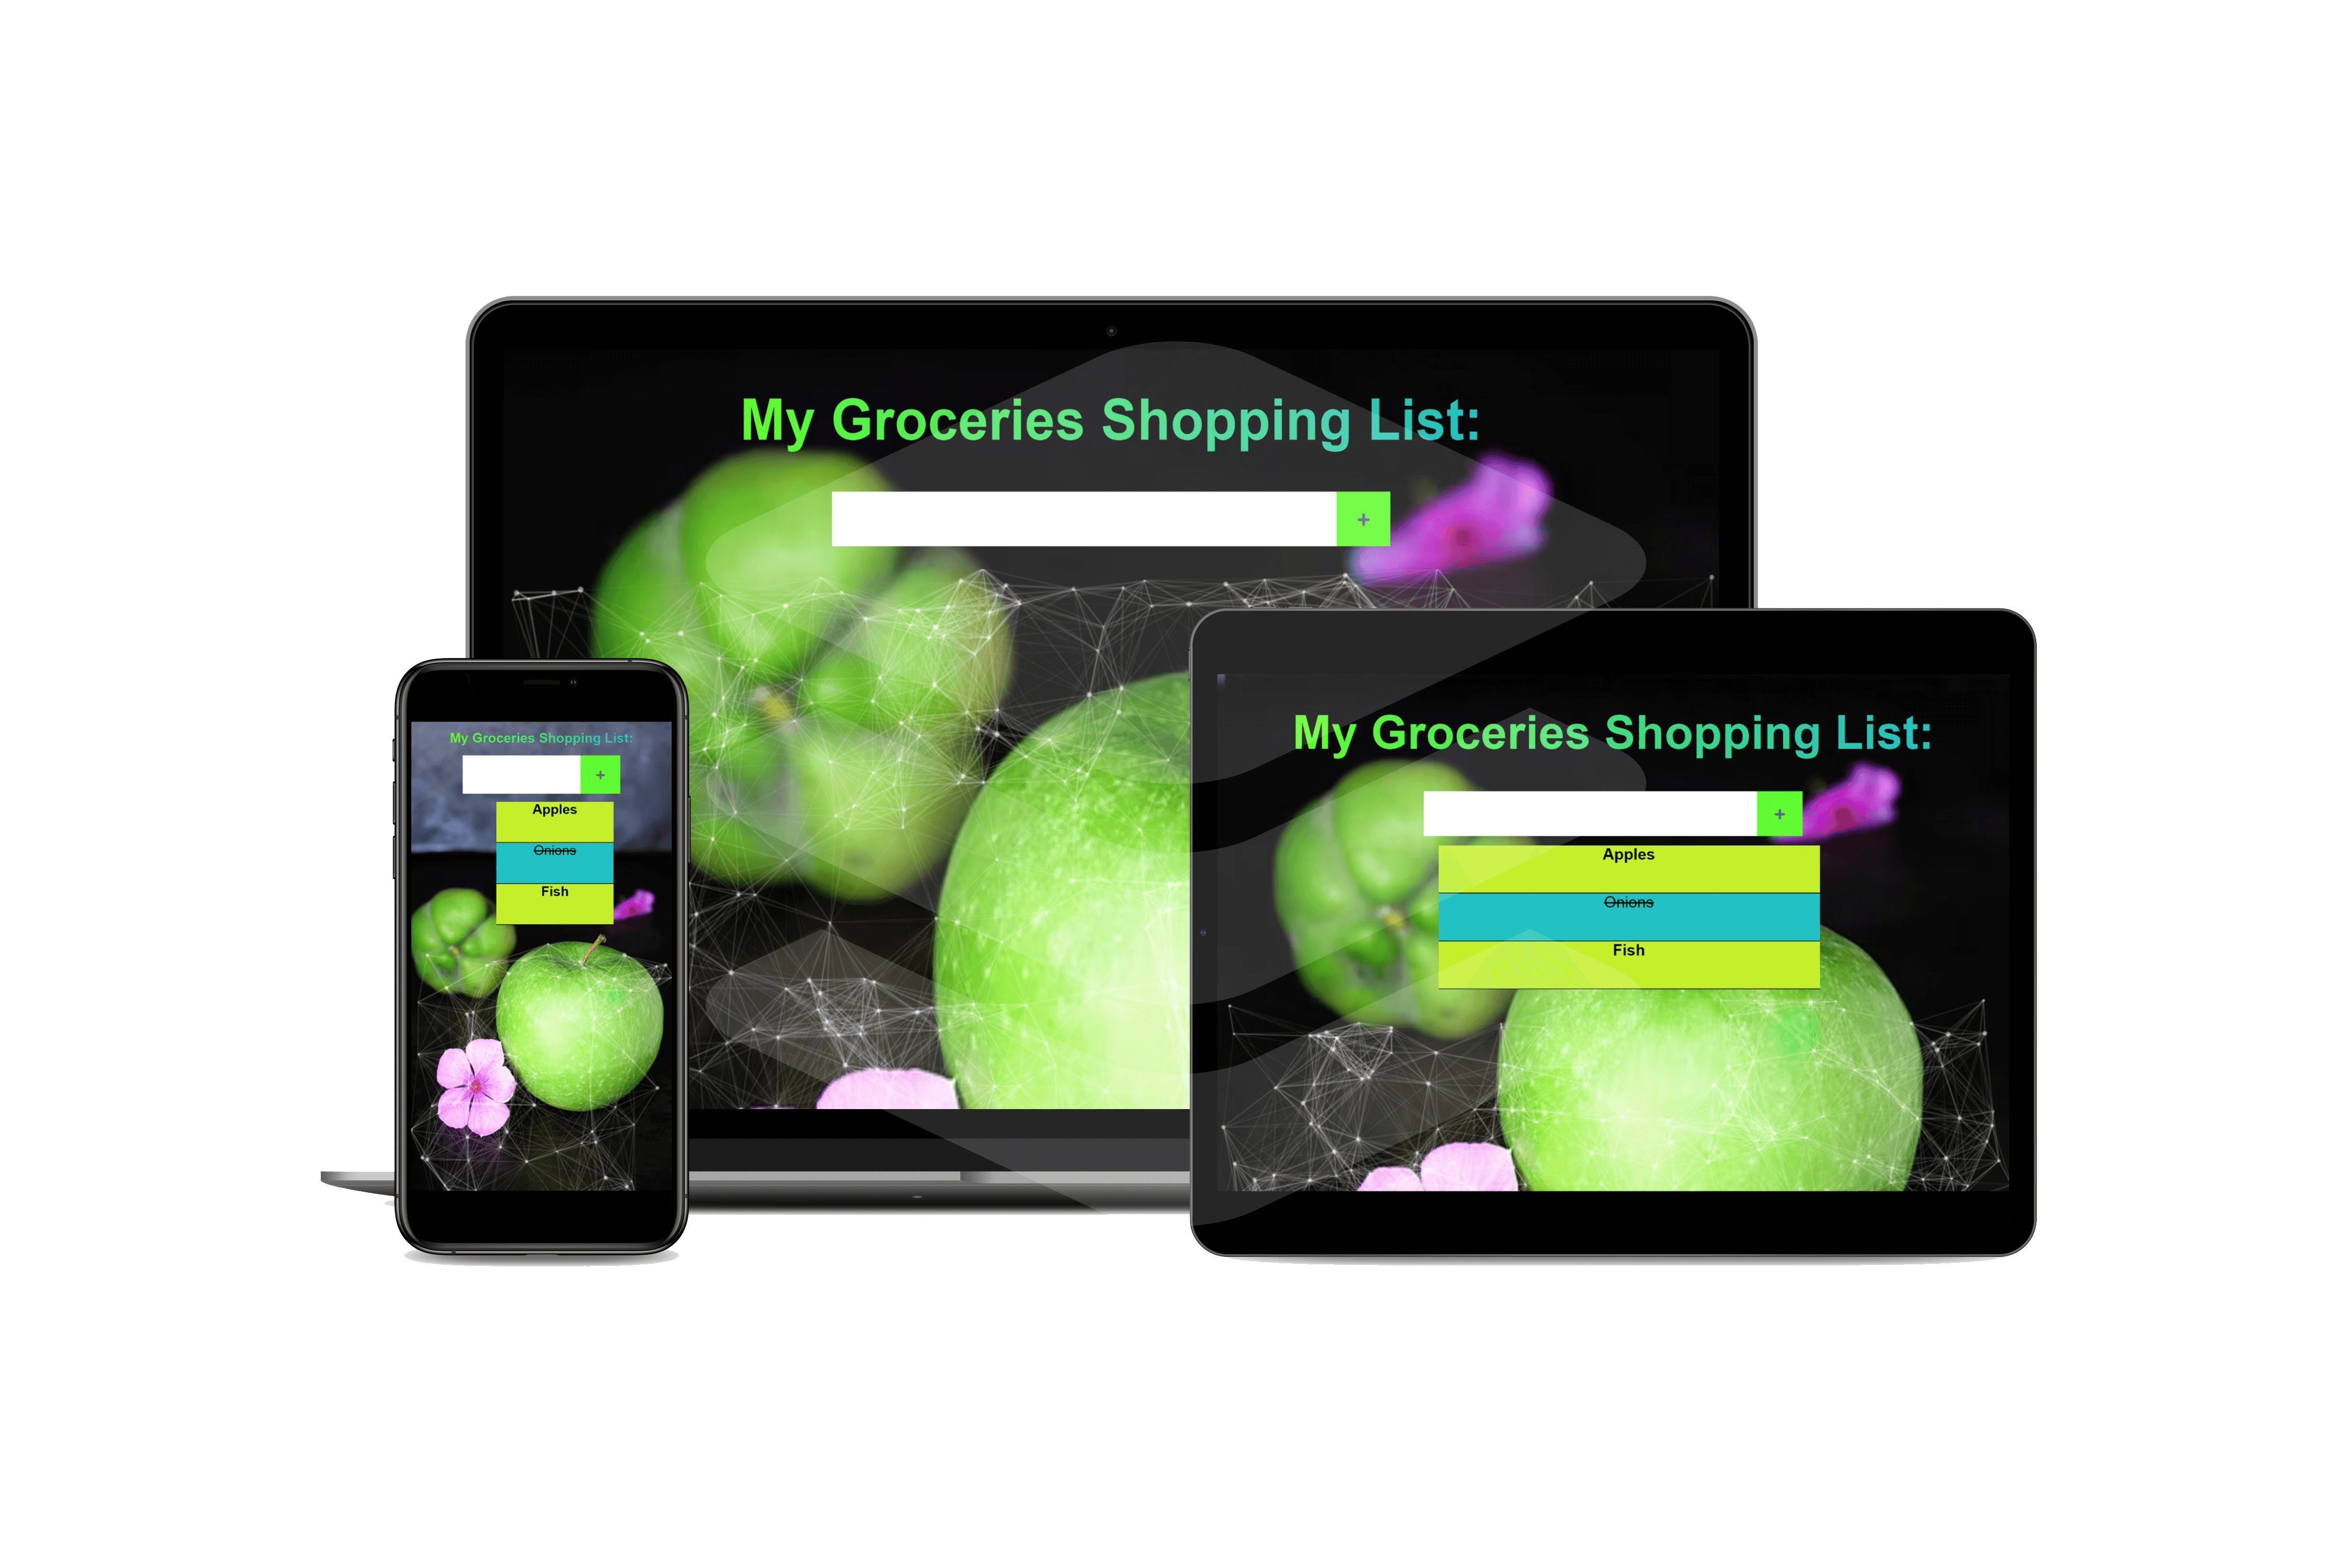 My Groceries Shopping List:
+
My Groceries Shopping List:
+
Apples
Onions
Fish
My Groceries Shopping List:
+
Apples
Onions
Fish